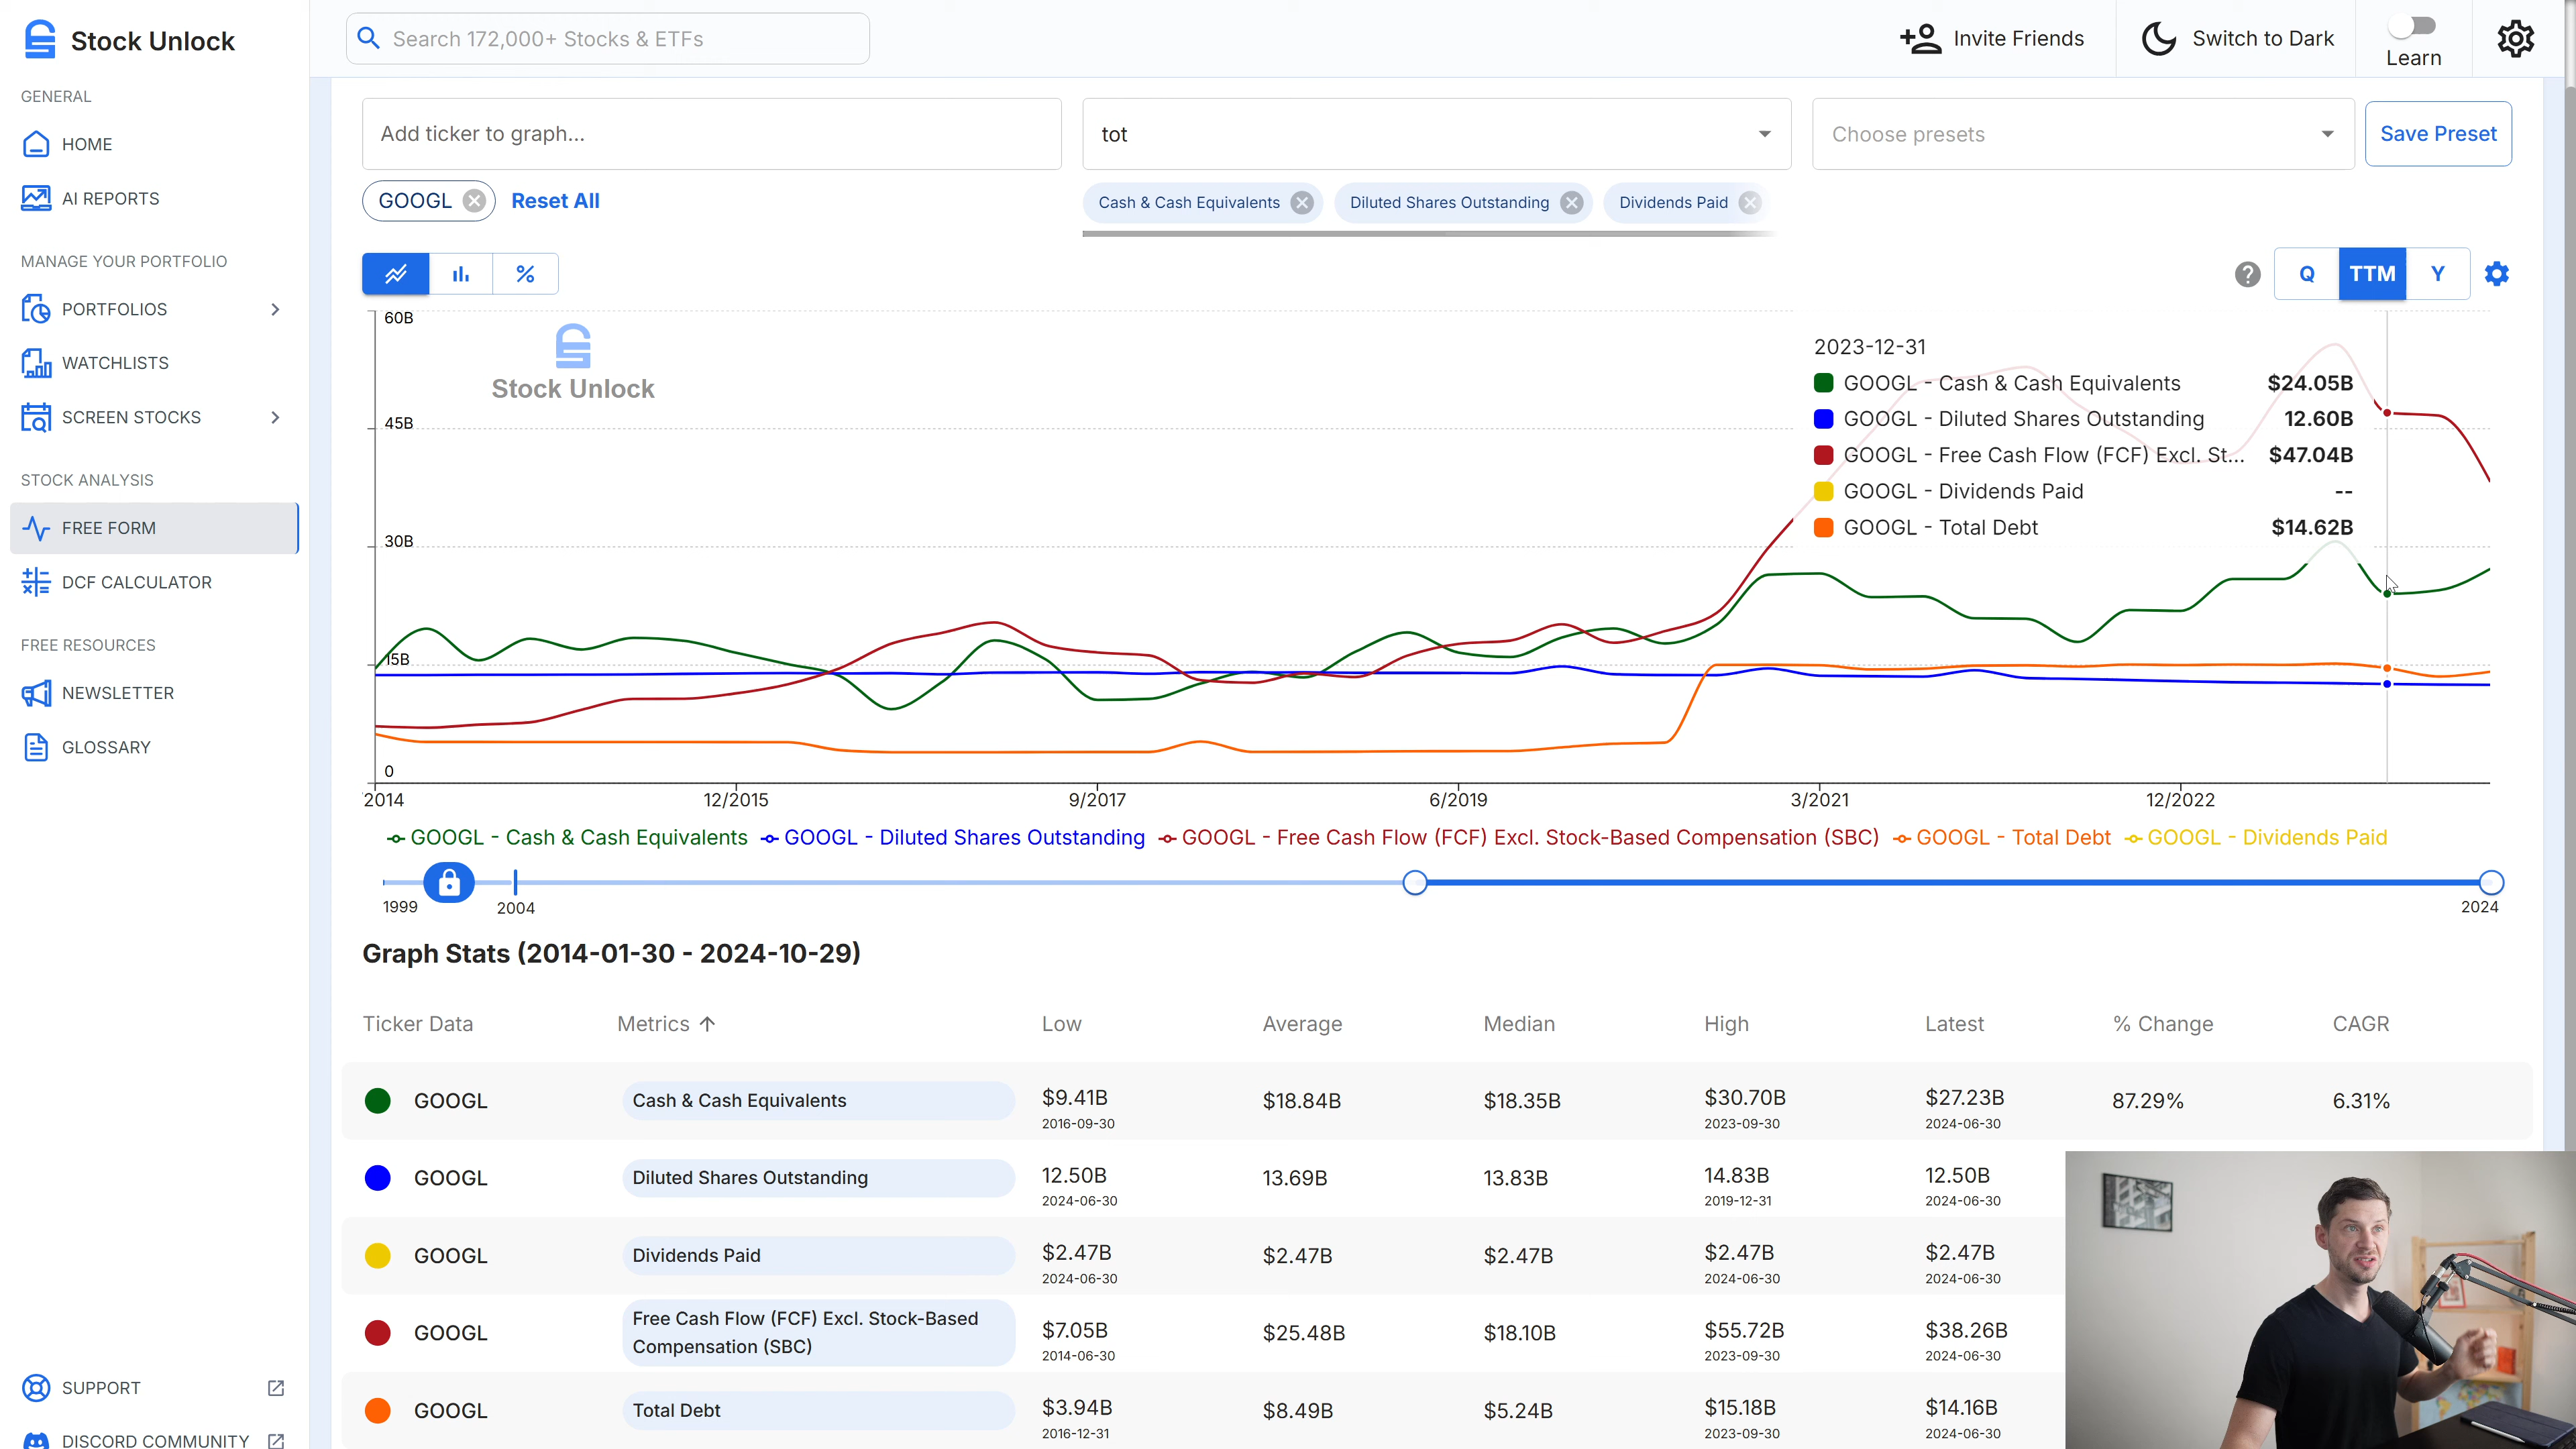 Stock Unlock
Search 172,000+ Stocks & ETFs
Invite Friends
Switch to Dark
Learn
GENERAL
HOME
AI REPORTS
MANAGE YOUR PORTFOLIO
PORTFOLIOS
WATCHLISTS
SCREEN STOCKS
STOCK ANALYSIS
FREE FORM
DCF CALCULATOR
FREE RESOURCES
NEWSLETTER
GLOSSARY
SUPPORT
DISCORD COMMUNITY
Add ticker to graph...
tot
Choose presets
Save Preset
GOOGL
Reset All
Cash & Cash Equivalents
Diluted Shares Outstanding
Dividends Paid
%
?
Q
TTM
Y
60B
45B
30B
15B
0
Stock Unlock
2023-12-31
GOOGL - Cash & Cash Equivalents $24.05B
GOOGL - Diluted Shares Outstanding 12.60B
GOOGL - Free Cash Flow (FCF) Excl. St... $47.04B
GOOGL - Dividends Paid --
GOOGL - Total Debt $14.62B
2014 12/2015 9/2017 6/2019 3/2021 12/2022
GOOGL - Cash & Cash Equivalents GOOGL - Diluted Shares Outstanding GOOGL - Free Cash Flow (FCF) Excl. Stock-Based Compensation (SBC) GOOGL - Total Debt GOOGL - Dividends Paid
1999 2004 2024
Graph Stats (2014-01-30 - 2024-10-29)
Ticker Data Metrics Low Average Median High Latest % Change CAGR
GOOGL Cash & Cash Equivalents $9.41B $18.84B $18.35B $30.70B $27.23B 87.29% 6.31%
2016-09-30 2023-09-30 2024-06-30
GOOGL Diluted Shares Outstanding 12.50B 13.69B 13.83B 14.83B 12.50B
2024-06-30 2019-12-31 2024-06-30
GOOGL Dividends Paid $2.47B $2.47B $2.47B $2.47B $2.47B
2024-06-30 2024-06-30 2024-06-30
GOOGL Free Cash Flow (FCF) Excl. Stock-Based
Compensation (SBC) $7.05B $25.48B $18.10B $55.72B $38.26B
2014-06-30 2023-09-30 2024-06-30
GOOGL Total Debt $3.94B $8.49B $5.24B $15.18B $14.16B
2016-12-31 2023-09-30 2024-06-30